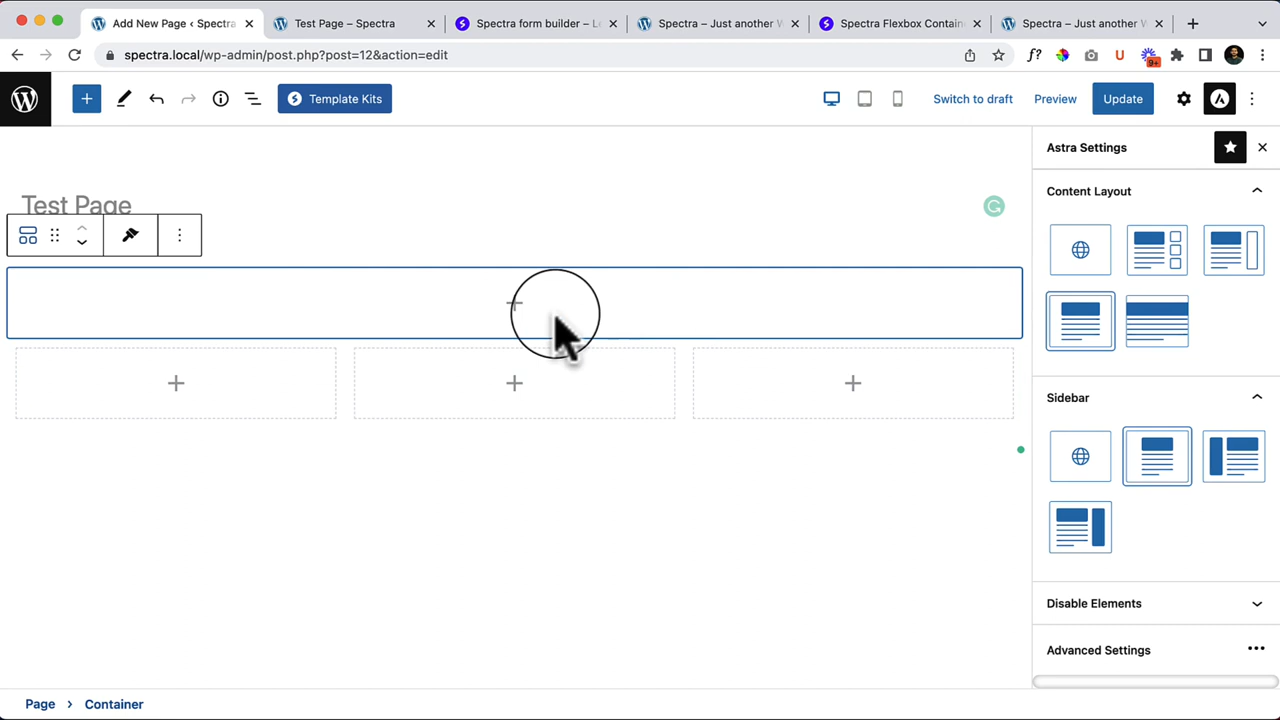 Add New Page ‹ Spectra
Test Page – Spectra
Spectra form builder – Le
Spectra – Just another W
Spectra Flexbox Contain
Spectra – Just another W
spectra.local/wp-admin/post.php?post=12&action=edit
f?
U
9+
Template Kits
Switch to draft
Preview
Update
Test Page
Astra Settings
Content Layout
Sidebar
Disable Elements
Advanced Settings
Page › Container